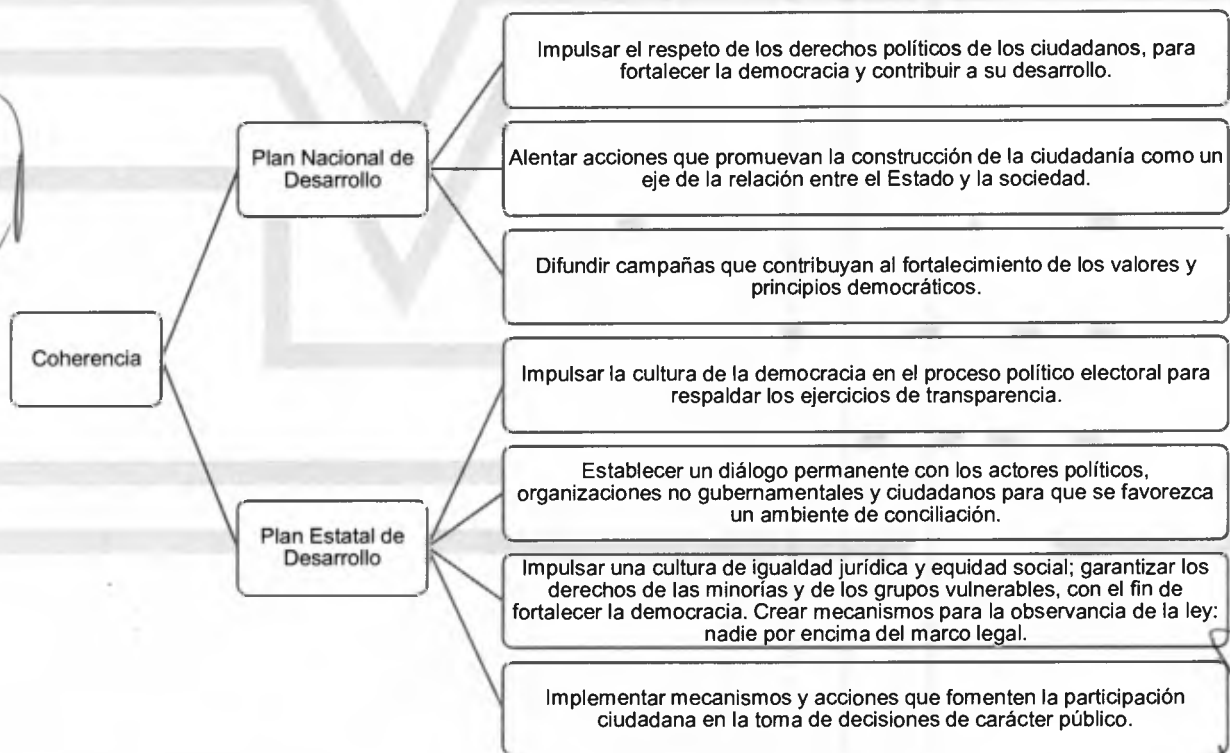 Coherencia
Plan Nacional de
Desarrollo
Impulsar el respeto de los derechos políticos de los ciudadanos, para
fortalecer la democracia y contribuir a su desarrollo.
Alentar acciones que promuevan la construcción de la ciudadanía como un
eje de la relación entre el Estado y la sociedad.
Difundir campañas que contribuyan al fortalecimiento de los valores y
principios democráticos.
Plan Estatal de
Desarrollo
Impulsar la cultura de la democracia en el proceso político electoral para
respaldar los ejercicios de transparencia.
Establecer un diálogo permanente con los actores políticos,
organizaciones no gubernamentales y ciudadanos para que se favorezca
un ambiente de conciliación.
Impulsar una cultura de igualdad jurídica y equidad social; garantizar los
derechos de las minorías y de los grupos vulnerables, con el fin de
fortalecer la democracia. Crear mecanismos para la observancia de la ley:
nadie por encima del marco legal.
Implementar mecanismos y acciones que fomenten la participación
ciudadana en la toma de decisiones de carácter público.